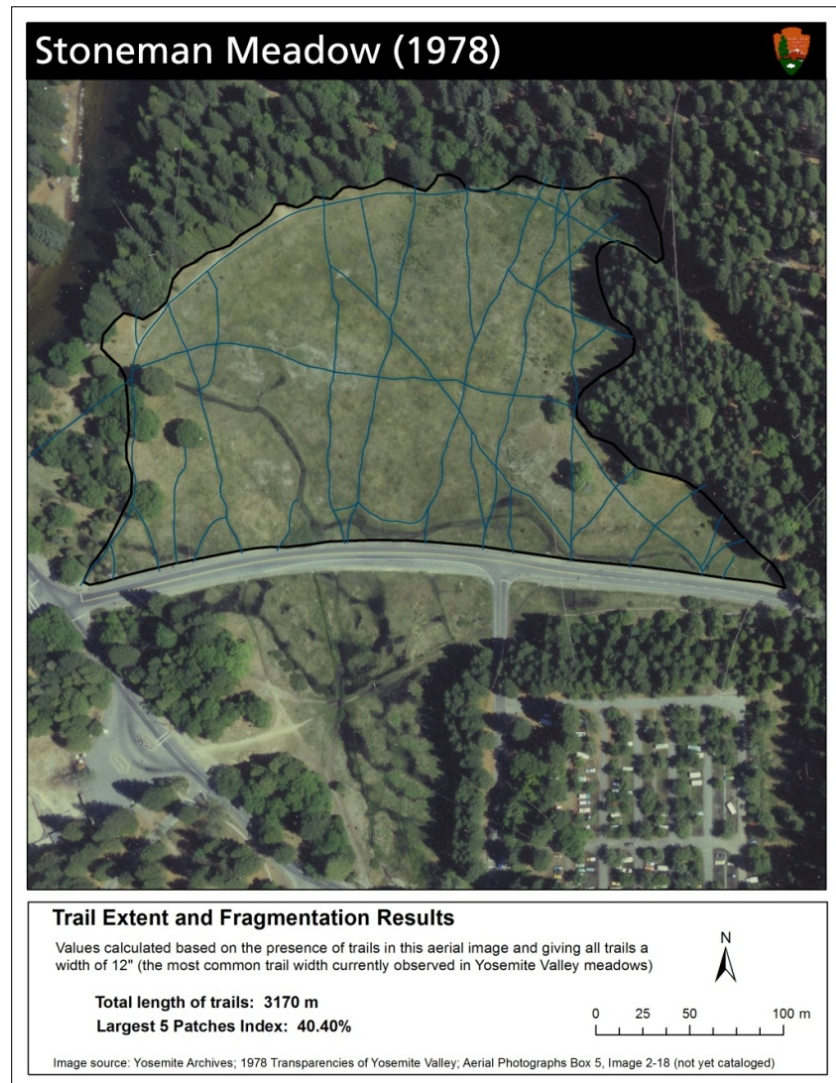 Stoneman Meadow (1978)
Trail Extent and Fragmentation Results
Values calculated based on the presence of trails in this aerial image and giving all trails a
width of 12" (the most common trail width currently observed in Yosemite Valley meadows)
N
Total length of trails: 3170 m
Largest 5 Patches Index: 40.40%
0 25 50 100 m
Image source: Yosemite Archives; 1978 Transparencies of Yosemite Valley; Aerial Photographs Box 5, Image 2-18 (not yet cataloged)